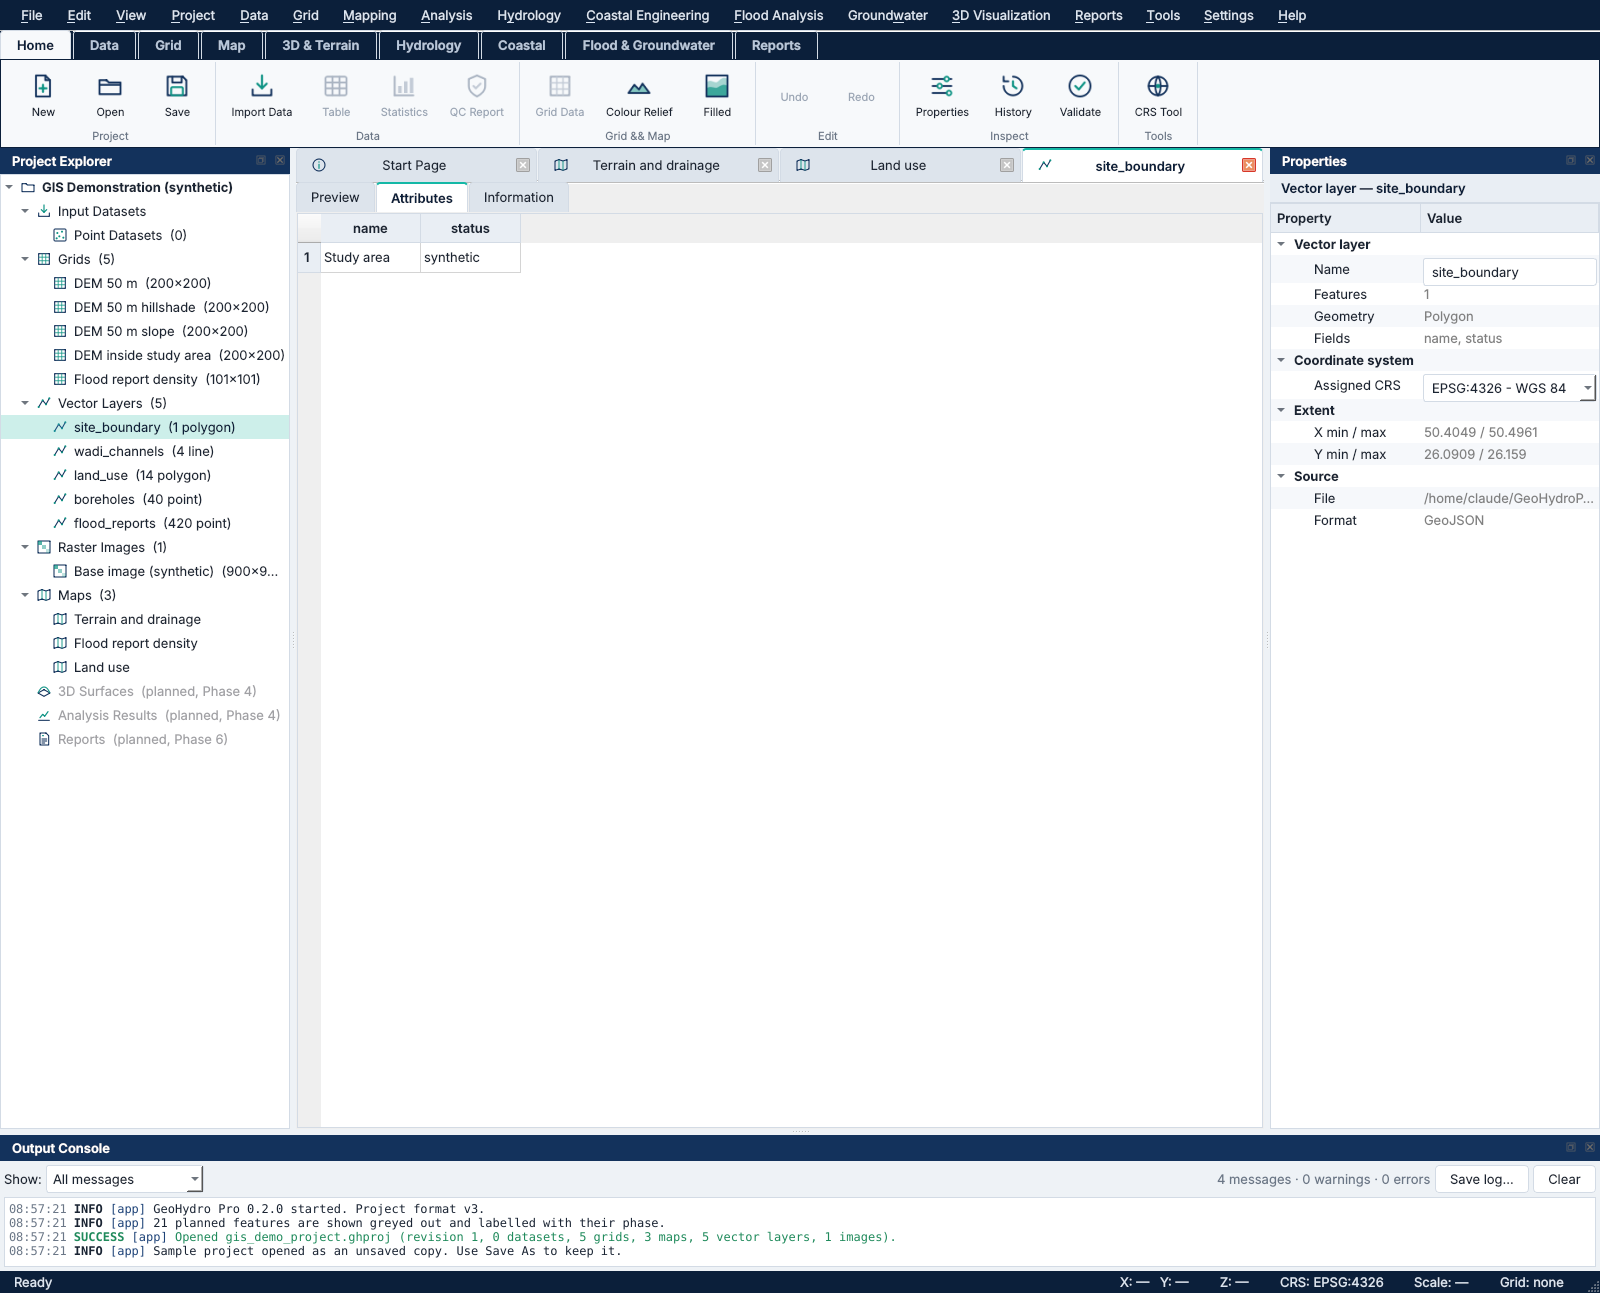 File Edit View Project Data Grid Mapping Analysis Hydrology Coastal Engineering Flood Analysis Groundwater 3D Visualization Reports Tools Settings Help
Home Data Grid Map 3D & Terrain Hydrology Coastal Flood & Groundwater Reports
New Open Save Import Data Table Statistics QC Report Grid Data Colour Relief Filled Undo Redo Properties History Validate CRS Tool
Project Data Grid && Map Edit Inspect Tools
Project Explorer
GIS Demonstration (synthetic)
Input Datasets
Point Datasets (0)
Grids (5)
DEM 50 m (200×200)
DEM 50 m hillshade (200×200)
DEM 50 m slope (200×200)
DEM inside study area (200×200)
Flood report density (101×101)
Vector Layers (5)
site_boundary (1 polygon)
wadi_channels (4 line)
land_use (14 polygon)
boreholes (40 point)
flood_reports (420 point)
Raster Images (1)
Base image (synthetic) (900×9...
Maps (3)
Terrain and drainage
Flood report density
Land use
3D Surfaces (planned, Phase 4)
Analysis Results (planned, Phase 4)
Reports (planned, Phase 6)
Start Page Terrain and drainage Land use site_boundary
Preview Attributes Information
name status
1 Study area synthetic
Properties
Vector layer — site_boundary
Property Value
Vector layer
Name site_boundary
Features 1
Geometry Polygon
Fields name, status
Coordinate system
Assigned CRS EPSG:4326 - WGS 84
Extent
X min / max 50.4049 / 50.4961
Y min / max 26.0909 / 26.159
Source
File /home/claude/GeoHydroP...
Format GeoJSON
Output Console
Show: All messages 4 messages · 0 warnings · 0 errors Save log... Clear
08:57:21 INFO [app] GeoHydro Pro 0.2.0 started. Project format v3.
08:57:21 INFO [app] 21 planned features are shown greyed out and labelled with their phase.
08:57:21 SUCCESS [app] Opened gis_demo_project.ghproj (revision 1, 0 datasets, 5 grids, 3 maps, 5 vector layers, 1 images).
08:57:21 INFO [app] Sample project opened as an unsaved copy. Use Save As to keep it.
Ready X: — Y: — Z: — CRS: EPSG:4326 Scale: — Grid: none